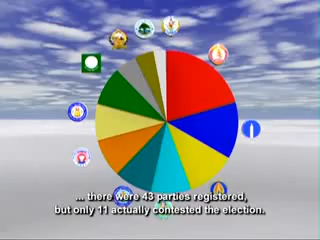 ... there were 43 parties registered,
but only 11 actually contested the election.